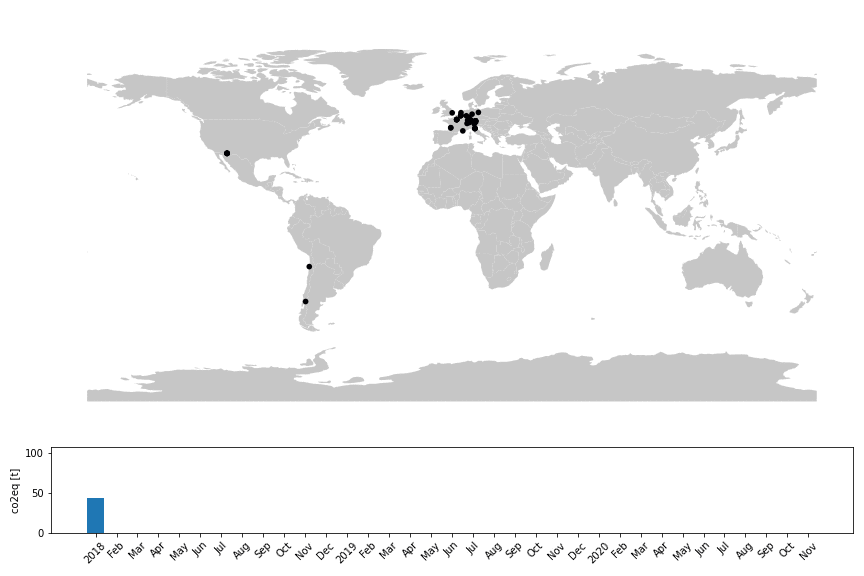 100
50
0
co2eq [t]
2018 Feb Mar Apr May Jun Jul Aug Sep Oct Nov Dec 2019 Feb Mar Apr May Jun Jul Aug Sep Oct Nov Dec 2020 Feb Mar Apr May Jun Jul Aug Sep Oct Nov